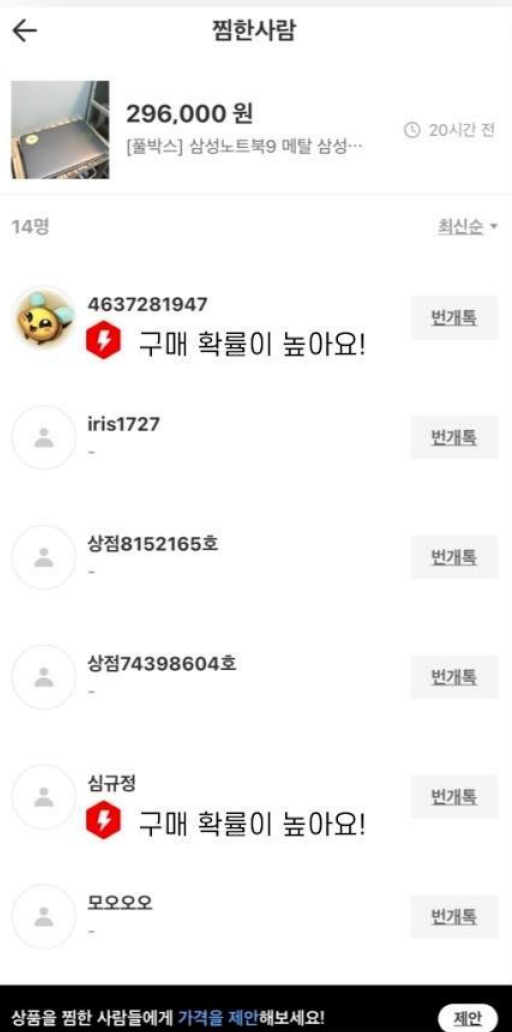 찜한사람
296,000 원
20시간 전
[풀박스] 삼성노트북9 메탈 삼성…
14명
최신순
4637281947
번개톡
구매 확률이 높아요!
iris1727
번개톡
-
상점8152165호
번개톡
-
상점74398604호
번개톡
-
심규정
번개톡
구매 확률이 높아요!
모오오오
번개톡
-
상품을 찜한 사람들에게 가격을 제안해보세요!
제안